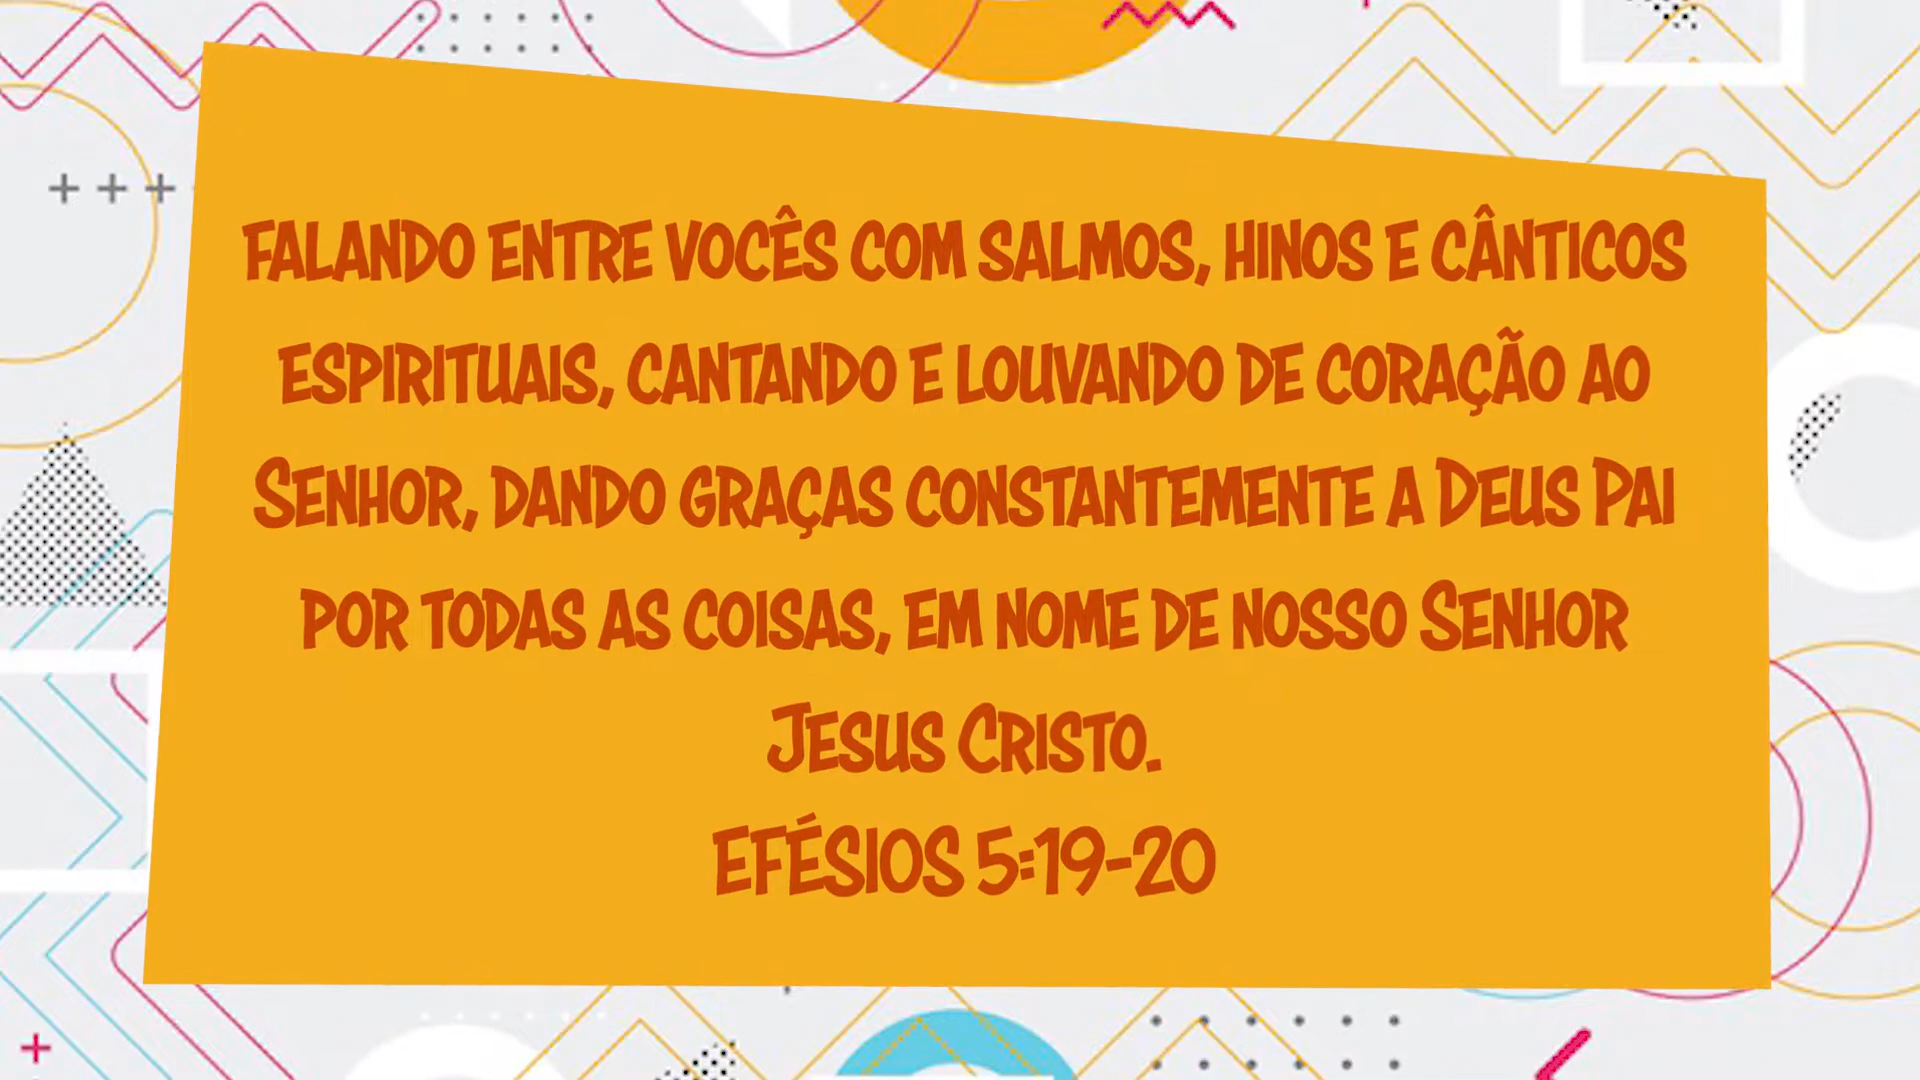 FALANDO ENTRE VOCÊS COM SALMOS, HINOS E CÂNTICOS
ESPIRITUAIS, CANTANDO E LOUVANDO DE CORAÇÃO AO
SENHOR, DANDO GRAÇAS CONSTANTEMENTE A DEUS PAI
POR TODAS AS COISAS, EM NOME DE NOSSO SENHOR
JESUS CRISTO.
EFÉSIOS 5:19-20